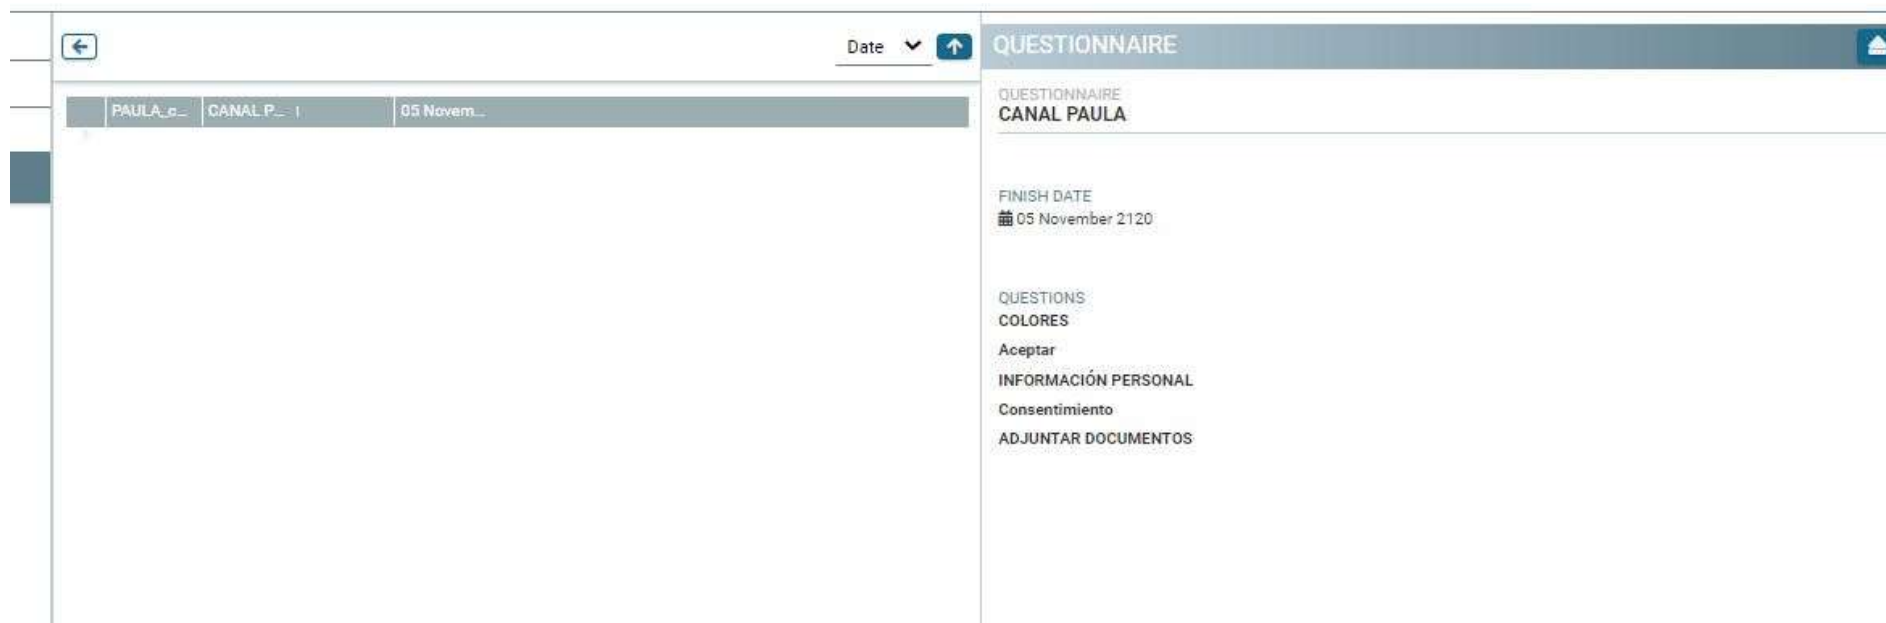 Date
QUESTIONNAIRE
PAULA_c... CANAL P... 05 Novem...
QUESTIONNAIRE
CANAL PAULA
FINISH DATE
05 November 2120
QUESTIONS
COLORES
Aceptar
INFORMACIÓN PERSONAL
Consentimiento
ADJUNTAR DOCUMENTOS